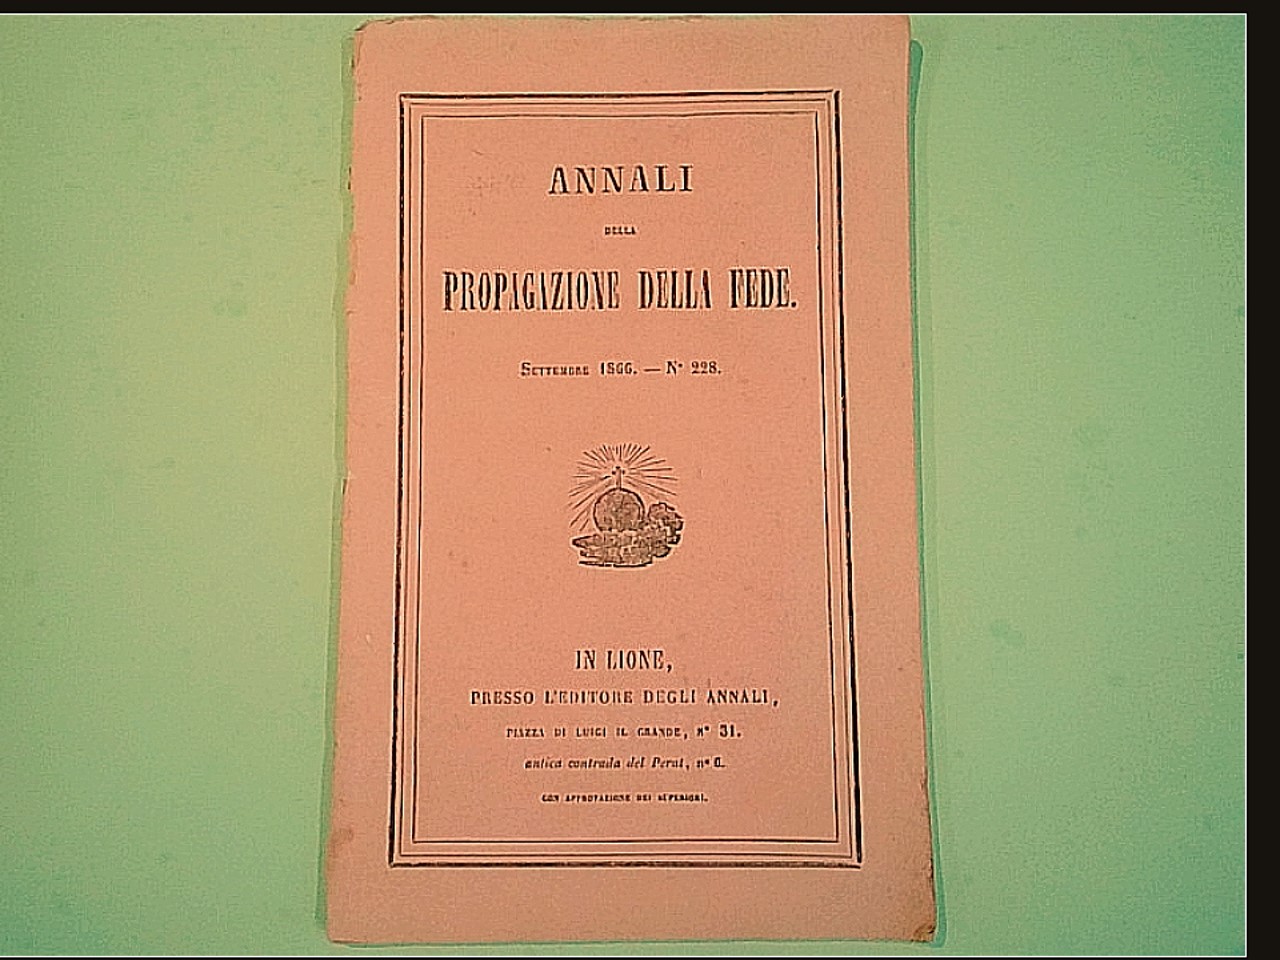 ANNALI
DELLA
PROPAGAZIONE DELLA FEDE.
SETTEMBRE 1866. — N° 228.
IN LIONE,
PRESSO L'EDITORE DEGLI ANNALI,
PIAZZA DI LUIGI IL GRANDE, N° 31.
antica contrada del Perat, n° 6.
CON APPROVAZIONE DEI SUPERIORI.